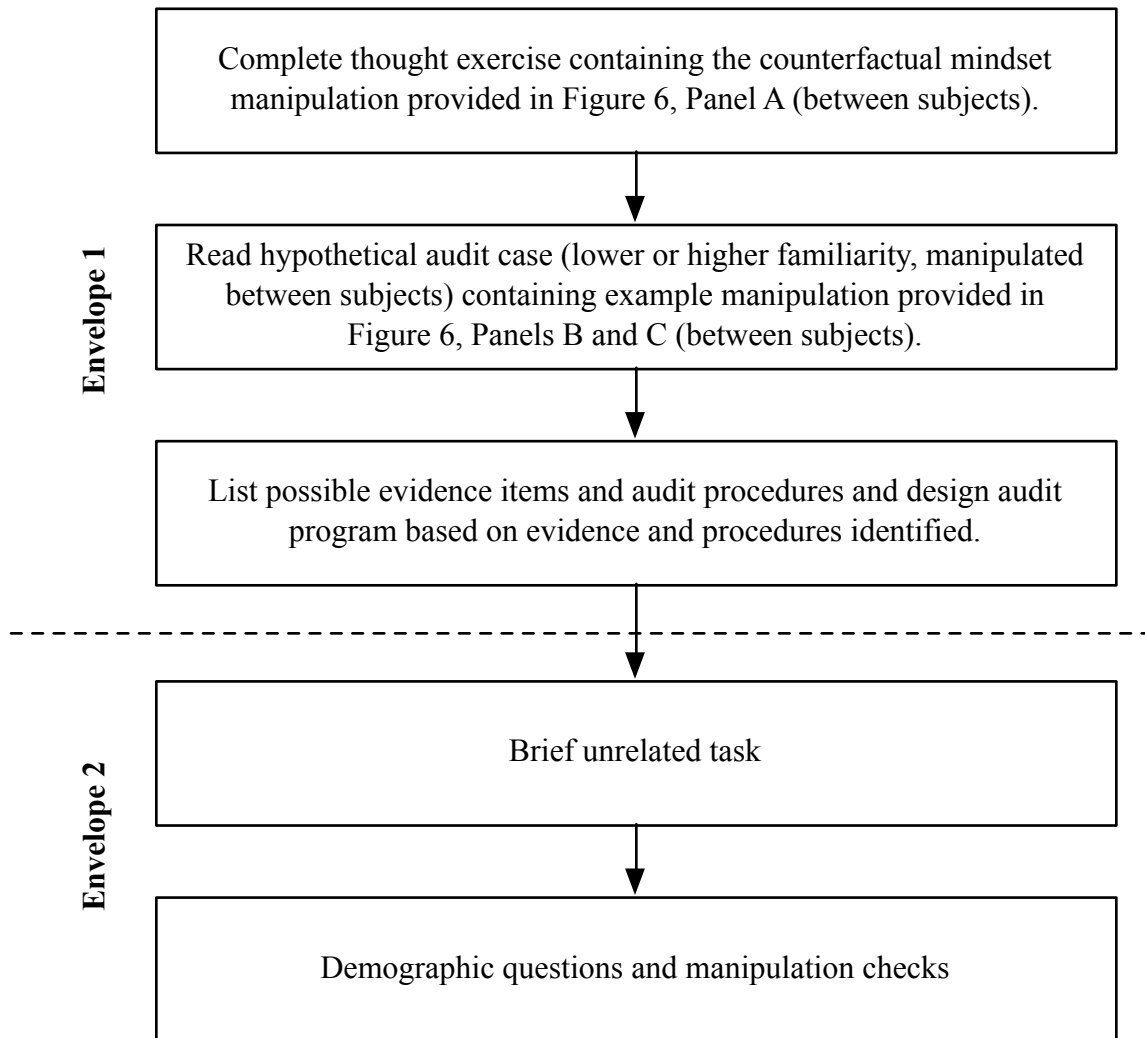 Complete thought exercise containing the counterfactual mindset
manipulation provided in Figure 6, Panel A (between subjects).
Envelope 1
Read hypothetical audit case (lower or higher familiarity, manipulated
between subjects) containing example manipulation provided in
Figure 6, Panels B and C (between subjects).
List possible evidence items and audit procedures and design audit
program based on evidence and procedures identified.
Envelope 2
Brief unrelated task
Demographic questions and manipulation checks